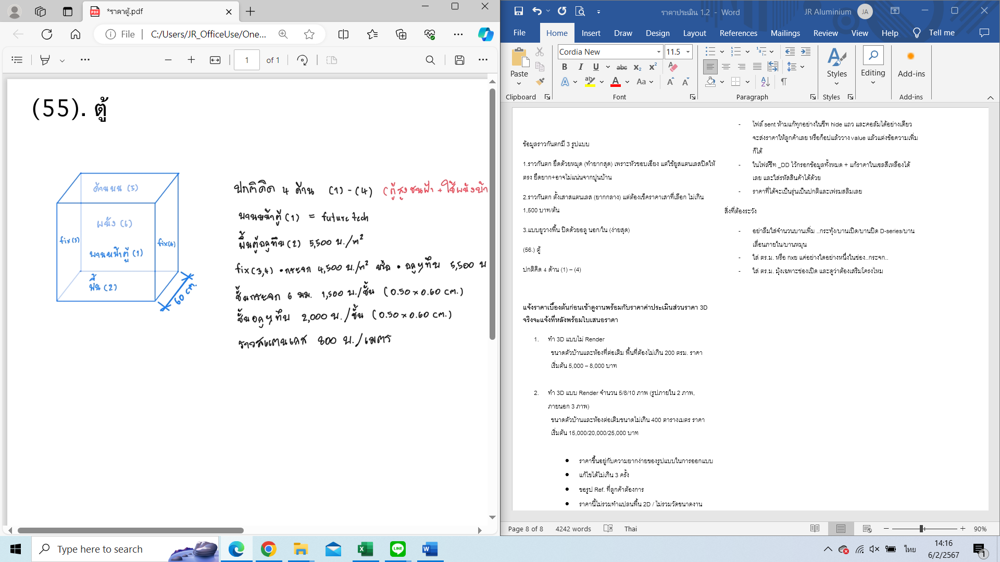 *ราคาตู้.pdf
File
C:/Users/JR_OfficeUse/One...
1 of 1
(55). ตู้
ด้านบน (5)
ผนัง (6)
fix(3)
fix(4)
บานหน้าตู้ (1)
พื้น (2)
60 cm.
ปกติคิด 4 ด้าน (1) - (4) (ตู้สูงชนฝ้า + ใช้ผนังบ้า
บานหน้าตู้ (1) = future tech
พื้นตู้อลูทึบ (2) 5,500 บ./m²
fix(3,4) • กระจก 4,500 บ./m² หรือ • อลูฯทึบ 5,500 บ
ชั้นกระจก 6 มม. 1,500 บ./ชั้น (0.50 x 0.60 cm.)
ชั้นอลูฯทึบ 2,000 บ./ชั้น (0.50 x 0.60 cm.)
ราวสแตนเลส 800 บ./เมตร
ราคาประเมิน 1.2 - Word
JR Aluminium
JA
File Home Insert Draw Design Layout References Mailings Review View Help Tell me
Cordia New 11.5
Paste
Styles
Editing
Add-ins
Clipboard Font Paragraph Styles Add-ins
ข้อมูลราวกันตกมี 3 รูปแบบ
1.ราวกันตก ยึดด้วยหมุด (ทำยากสุด) เพราะหัวชอบเอียง แต่ใช้ยูสแตนเลสปิดให้
ตรง ยึดยาก+อาจไม่แน่นจากปูนบ้าน
2.ราวกันตก ตั้งเสาสแตนเลส (ยากกลาง) แต่ต้องเช็คราคาเสาที่เลือก ไม่เกิน
1,500 บาท/ต้น
3.แบบยูวางพื้น ปิดด้วยอลู นอก/ใน (ง่ายสุด)
(56.) ตู้
ปกติคิด 4 ด้าน (1) – (4)
แจ้งราคาเบื้องต้นก่อนเข้าดูงานพร้อมกับราคาค่าประเมินส่วนราคา 3D
จริงจะแจ้งที่หลังพร้อมใบเสนอราคา
1. ทำ 3D แบบไม่ Render
ขนาดตัวบ้านและห้องที่ต่อเติม พื้นที่ต้องไม่เกิน 200 ตรม. ราคา
เริ่มต้น 5,000 – 8,000 บาท
2. ทำ 3D แบบ Render จำนวน 5/8/10 ภาพ (รูปภายใน 2 ภาพ,
ภายนอก 3 ภาพ)
ขนาดตัวบ้านและห้องต่อเติมขนาดไม่เกิน 400 ตารางเมตร ราคา
เริ่มต้น 15,000/20,000/25,000 บาท
● ราคาขึ้นอยู่กับความยากง่ายของรูปแบบในการออกแบบ
● แก้ไขได้ไม่เกิน 3 ครั้ง
● ขอรูป Ref. ที่ลูกค้าต้องการ
● ราคานี้ไม่รวมทำแปลนพื้น 2D / ไม่รวมวัดขนาดงาน
- ไฟล์ sent ห้ามแก้ทุกอย่างในชีท hide แถว และคอลัมได้อย่างเดียว
จะส่งราคาให้ลูกค้าเลย หรือก็อปแล้ววาง value แล้วแต่งข้อความเพิ่ม
ก็ได้
- ในไฟล์ชีท _DD ไว้กรอกข้อมูลทั้งหมด + แก้ราคาในเซลสีเหลืองได้
เลย และใส่รหัสสินค้าได้ด้วย
- ราคาที่ได้จะเป็นรุ่นเป็นปกติและเฟรมสลิมเลย
สิ่งที่ต้องระวัง
- อย่าลืมใส่จำนวนบานเพิ่ม ..กระทุ้ง/บานเปิด/บานปิด D-series/บาน
เลื่อนภายใน/บานหมุน
- ใส่ ตร.ม. หรือ กxย แค่อย่างใดอย่างหนึ่งในช่อง..กระจก..
- ใส่ ตร.ม. มุ้งเฉพาะช่องเปิด และดูว่าต้องเสริมโครงไหม
Page 8 of 8 4242 words Thai 90%
Type here to search
ไทย
14:16
6/2/2567
1